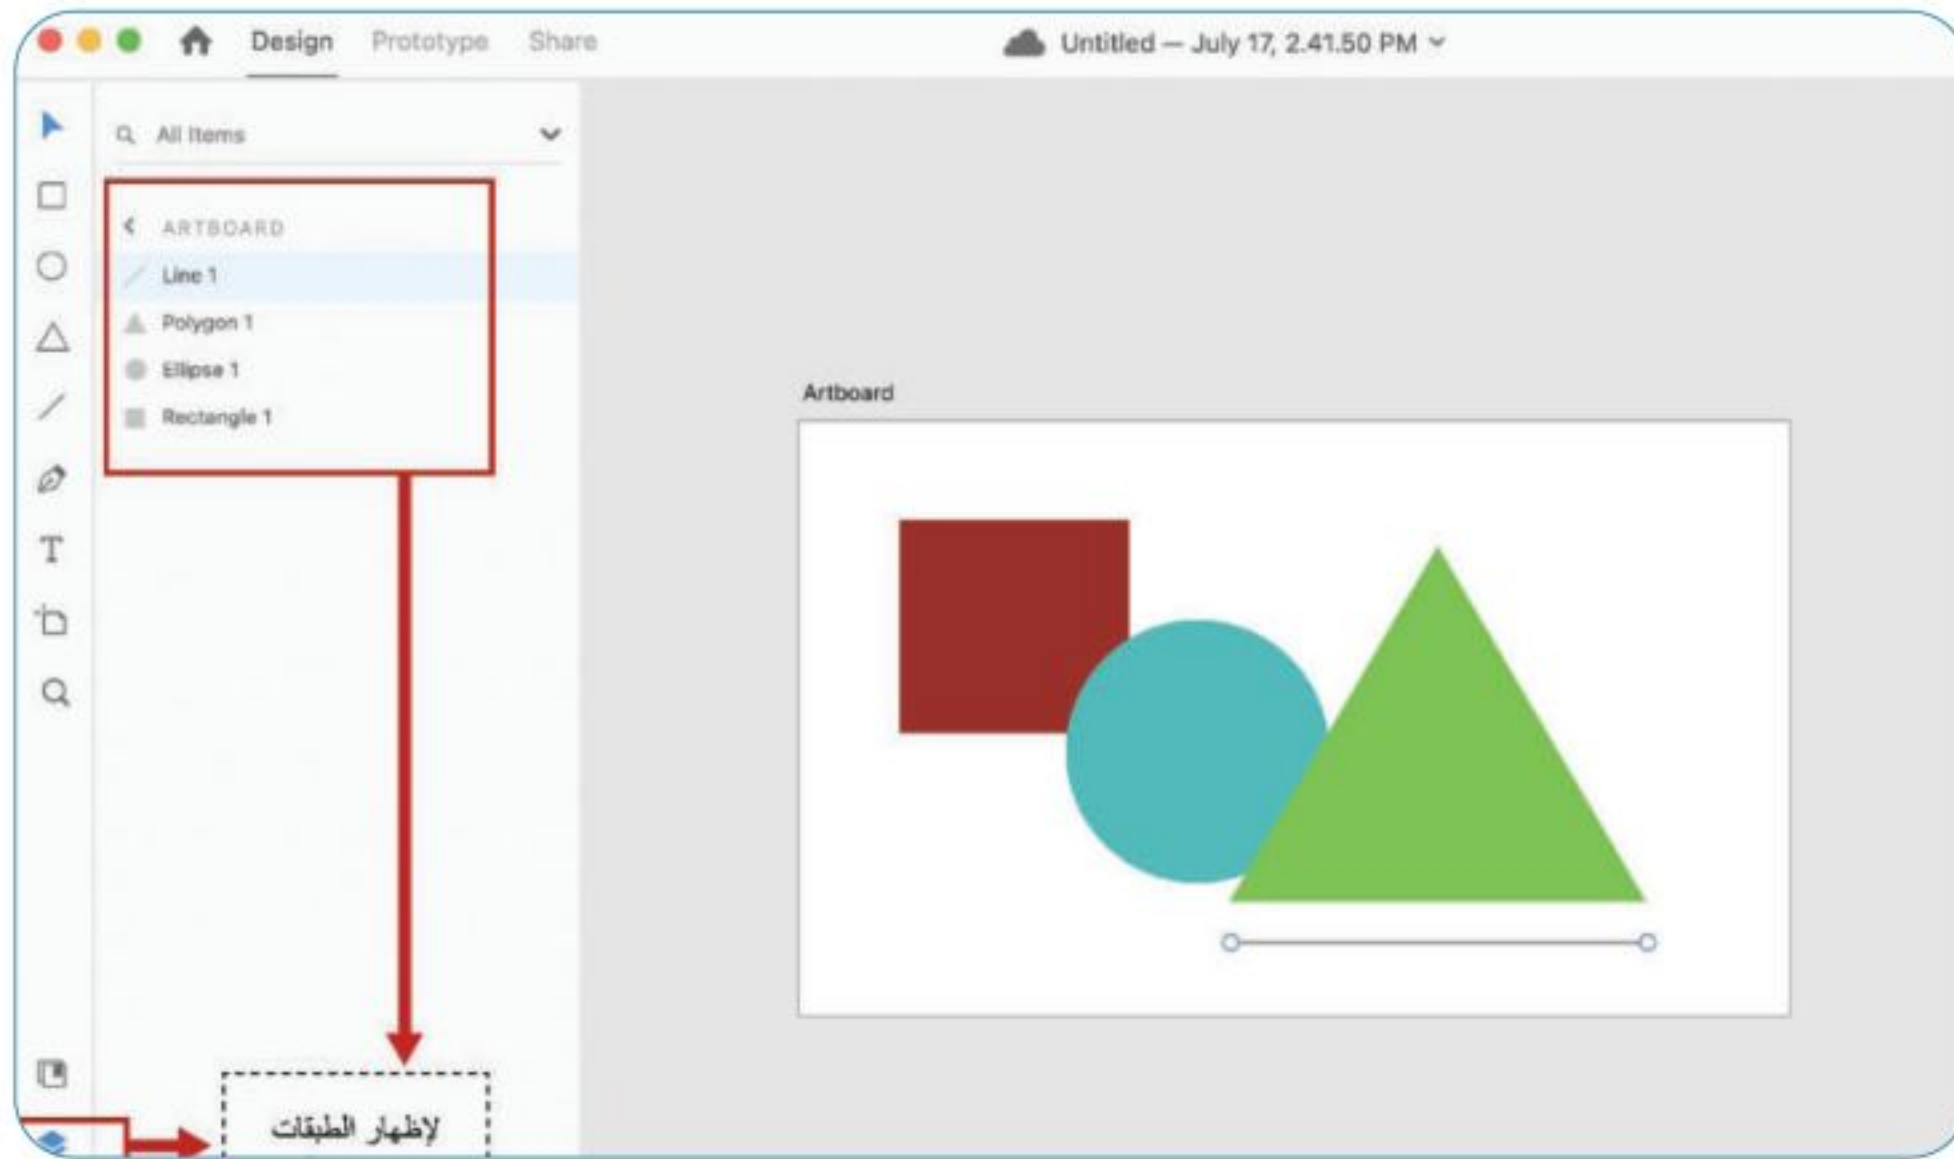 Design Prototype Share Untitled — July 17, 2.41.50 PM
All Items
ARTBOARD
Line 1
Polygon 1
Ellipse 1
Rectangle 1
Artboard
T
لإظهار الطبقات